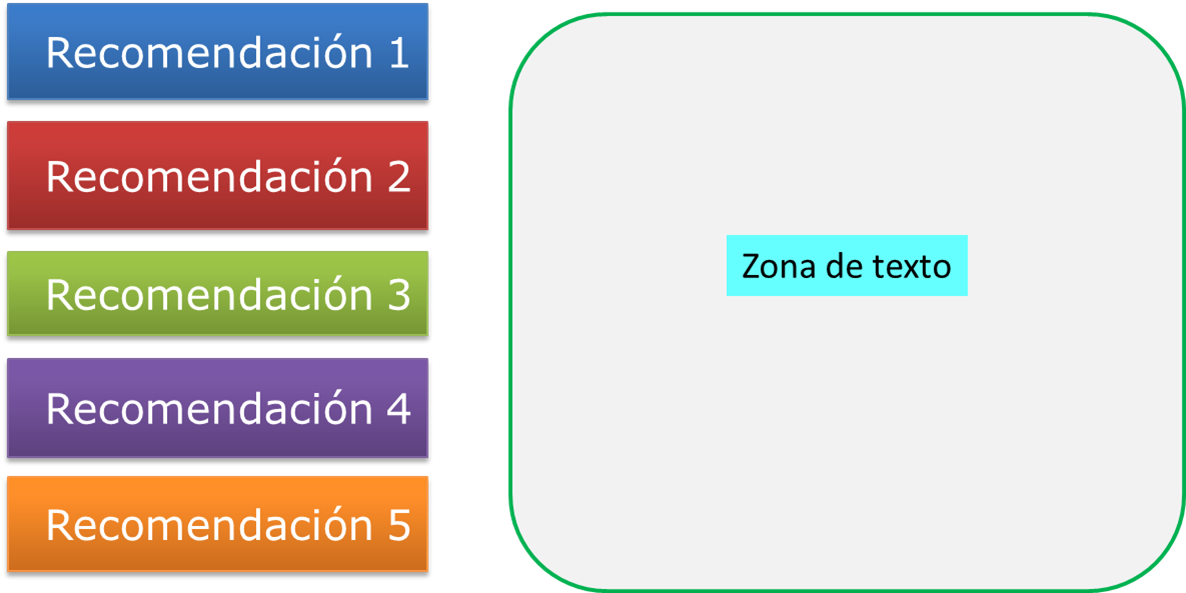 Recomendación 1
Recomendación 2
Recomendación 3
Recomendación 4
Recomendación 5
Zona de texto